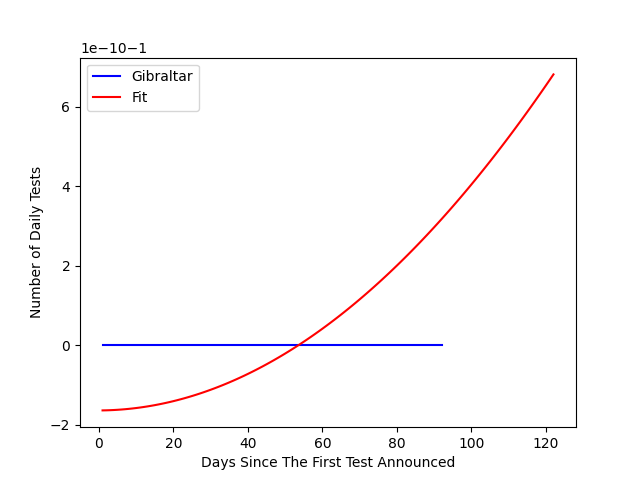 1e−10−1
Gibraltar
Fit
6
4
2
0
−2
Number of Daily Tests
0 20 40 60 80 100 120
Days Since The First Test Announced